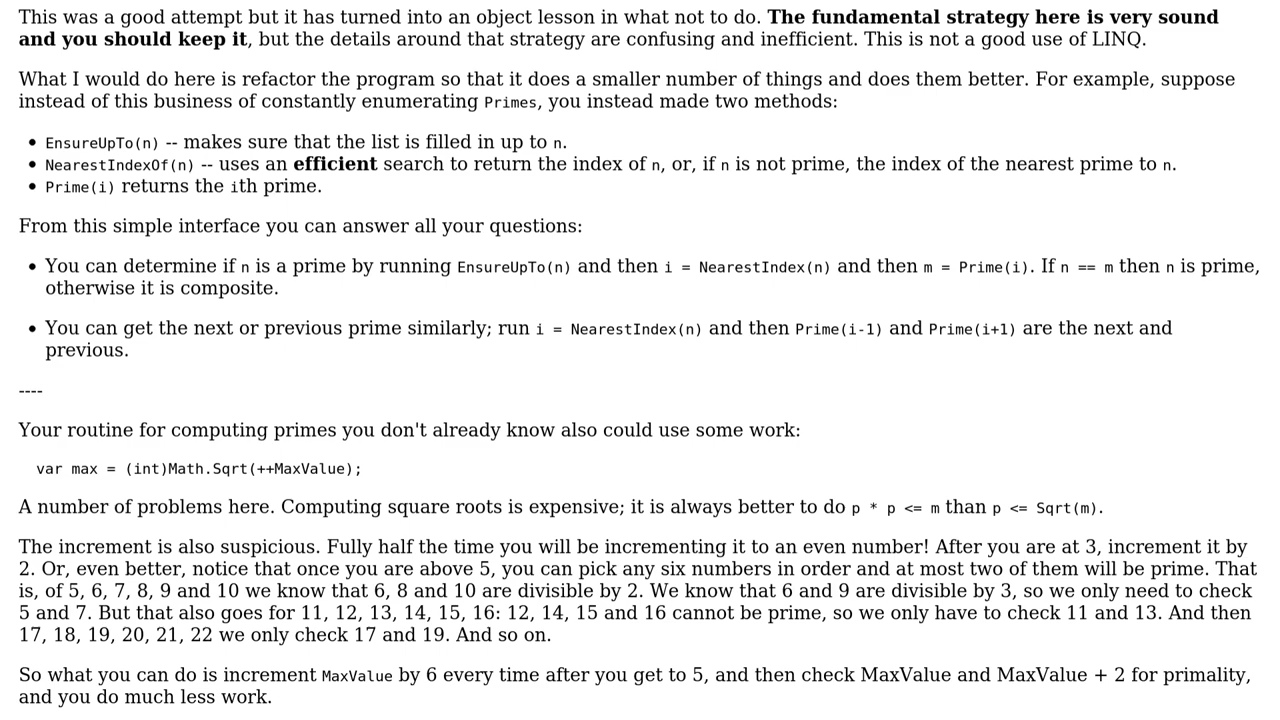 This was a good attempt but it has turned into an object lesson in what not to do. The fundamental strategy here is very sound
and you should keep it, but the details around that strategy are confusing and inefficient. This is not a good use of LINQ.
What I would do here is refactor the program so that it does a smaller number of things and does them better. For example, suppose
instead of this business of constantly enumerating Primes, you instead made two methods:
• EnsureUpTo(n) -- makes sure that the list is filled in up to n.
• NearestIndexOf(n) -- uses an efficient search to return the index of n, or, if n is not prime, the index of the nearest prime to n.
• Prime(i) returns the ith prime.
From this simple interface you can answer all your questions:
• You can determine if n is a prime by running EnsureUpTo(n) and then i = NearestIndex(n) and then m = Prime(i). If n == m then n is prime,
otherwise it is composite.
• You can get the next or previous prime similarly; run i = NearestIndex(n) and then Prime(i-1) and Prime(i+1) are the next and
previous.
----
Your routine for computing primes you don't already know also could use some work:
var max = (int)Math.Sqrt(++MaxValue);
A number of problems here. Computing square roots is expensive; it is always better to do p * p <= m than p <= Sqrt(m).
The increment is also suspicious. Fully half the time you will be incrementing it to an even number! After you are at 3, increment it by
2. Or, even better, notice that once you are above 5, you can pick any six numbers in order and at most two of them will be prime. That
is, of 5, 6, 7, 8, 9 and 10 we know that 6, 8 and 10 are divisible by 2. We know that 6 and 9 are divisible by 3, so we only need to check
5 and 7. But that also goes for 11, 12, 13, 14, 15, 16: 12, 14, 15 and 16 cannot be prime, so we only have to check 11 and 13. And then
17, 18, 19, 20, 21, 22 we only check 17 and 19. And so on.
So what you can do is increment MaxValue by 6 every time after you get to 5, and then check MaxValue and MaxValue + 2 for primality,
and you do much less work.